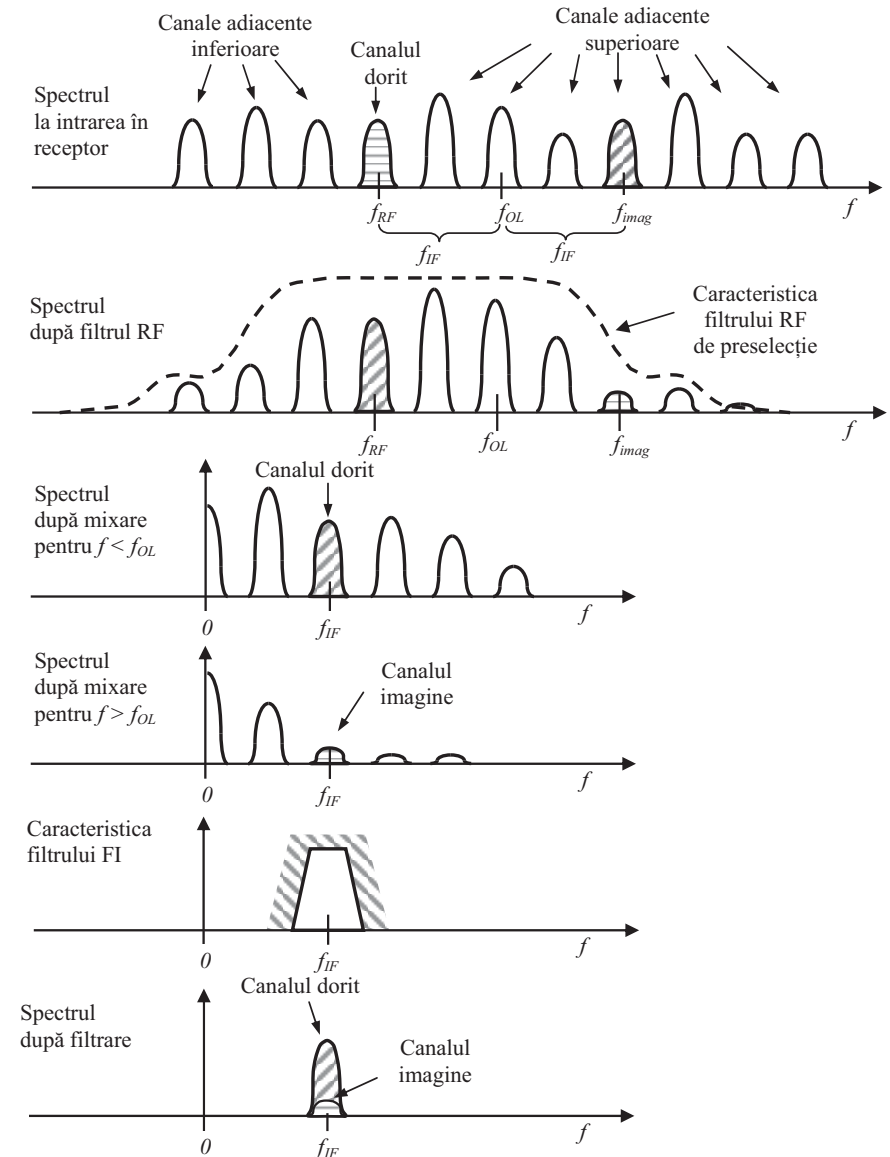 Canale adiacente
inferioare
Canalul
dorit
Canale adiacente
superioare
Spectrul
la intrarea în
receptor
f_RF
f_OL
f_imag
f
f_IF
f_IF
Spectrul
după filtrul RF
Caracteristica
filtrului RF
de preselecție
f_RF
f_OL
f_imag
f
Canalul dorit
Spectrul
după mixare
pentru f < f_OL
0
f_IF
f
Spectrul
după mixare
pentru f > f_OL
Canalul
imagine
0
f_IF
f
Caracteristica
filtrului FI
0
f_IF
f
Canalul dorit
Spectrul
după filtrare
Canalul
imagine
0
f_IF
f